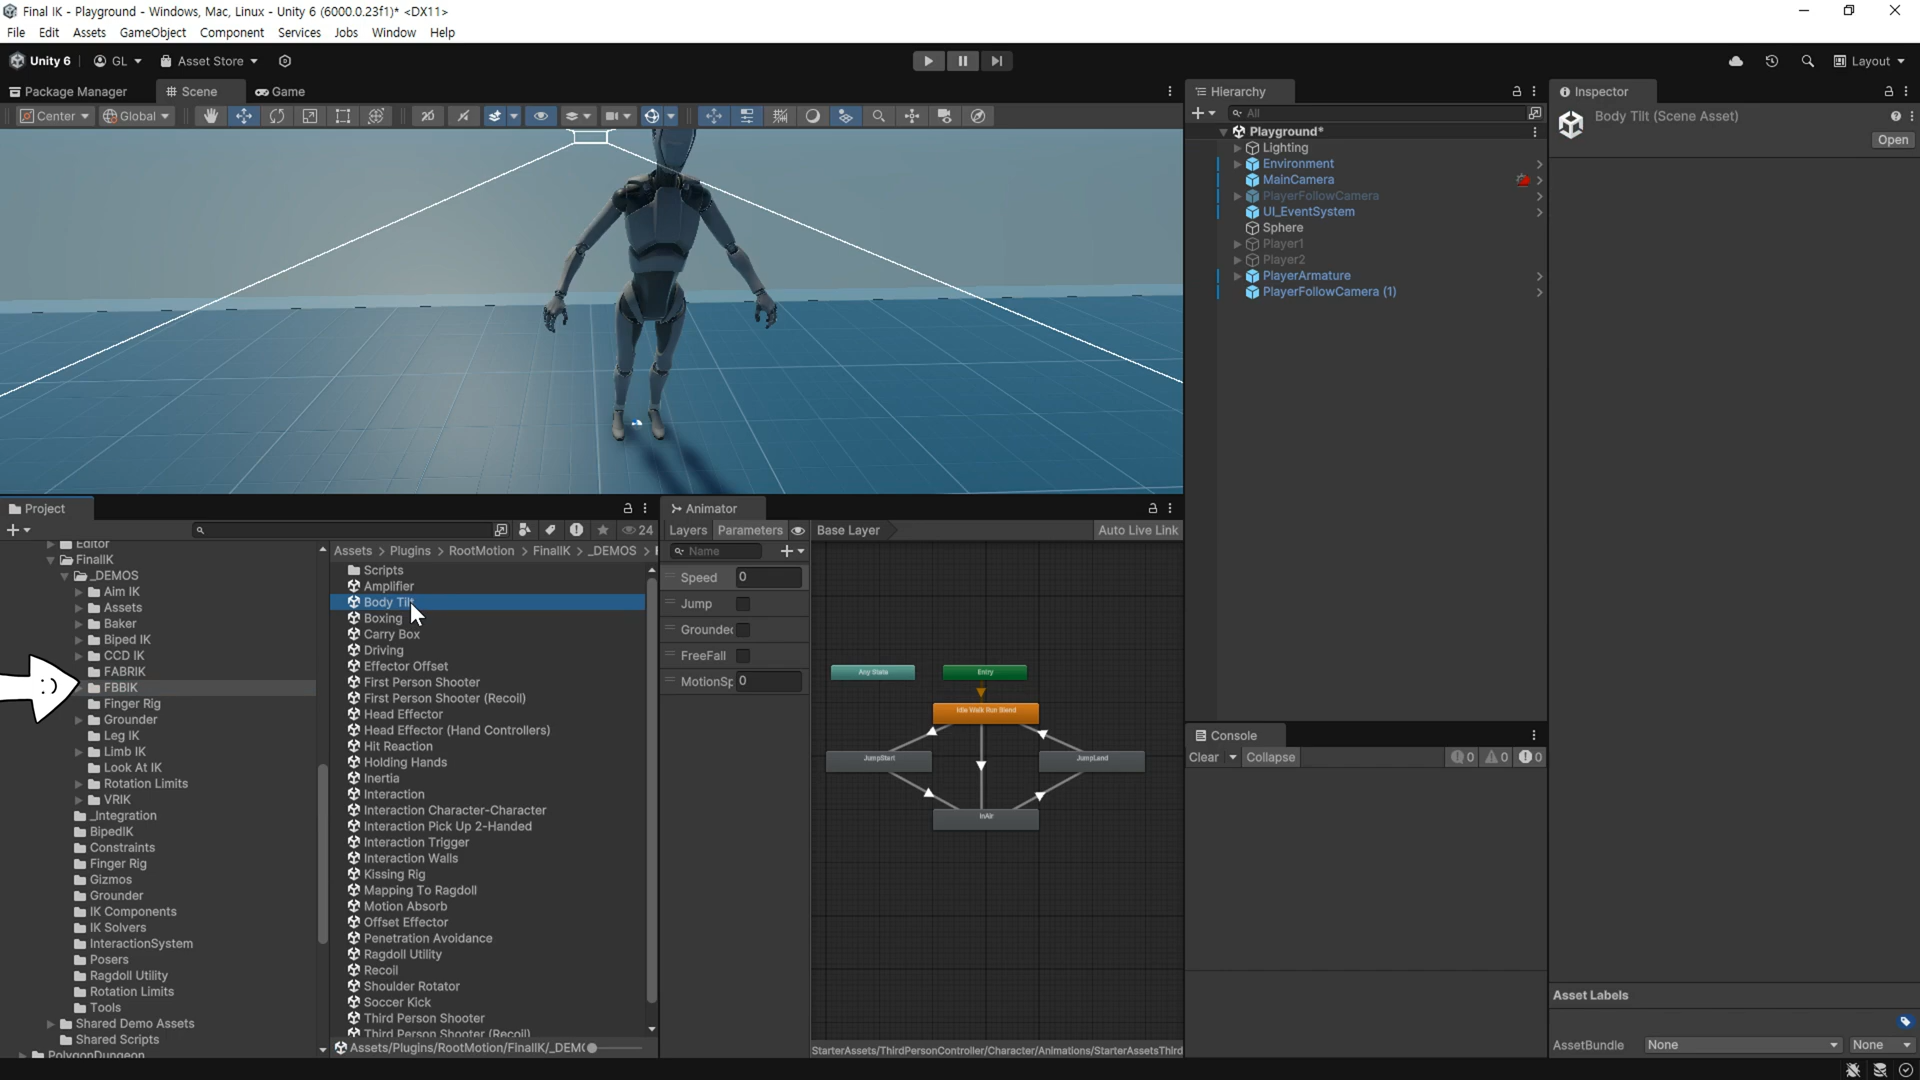 Final IK - Playground - Windows, Mac, Linux - Unity 6 (6000.0.23f1)* <DX11>
File Edit Assets GameObject Component Services Jobs Window Help
Unity 6 GL Asset Store Layout
Package Manager Scene Game
Center Global
Hierarchy
All
Playground*
Lighting
Environment
MainCamera
PlayerFollowCamera
UI_EventSystem
Sphere
Player1
Player2
PlayerArmature
PlayerFollowCamera (1)
Inspector
Body Tilt (Scene Asset)
Open
Project
24
Editor
FinalIK
_DEMOS
Aim IK
Assets
Baker
Biped IK
CCD IK
FABRIK
:)
FBBIK
Finger Rig
Grounder
Leg IK
Limb IK
Look At IK
Rotation Limits
VRIK
_Integration
BipedIK
Constraints
Finger Rig
Gizmos
Grounder
IK Components
IK Solvers
InteractionSystem
Posers
Ragdoll Utility
Rotation Limits
Tools
Shared Demo Assets
Shared Scripts
PolygonDungeon
Assets > Plugins > RootMotion > FinalIK > _DEMOS >
Scripts
Amplifier
Body Tilt
Boxing
Carry Box
Driving
Effector Offset
First Person Shooter
First Person Shooter (Recoil)
Head Effector
Head Effector (Hand Controllers)
Hit Reaction
Holding Hands
Inertia
Interaction
Interaction Character-Character
Interaction Pick Up 2-Handed
Interaction Trigger
Interaction Walls
Kissing Rig
Mapping To Ragdoll
Motion Absorb
Offset Effector
Penetration Avoidance
Ragdoll Utility
Recoil
Shoulder Rotator
Soccer Kick
Third Person Shooter
Third Person Shooter (Recoil)
Assets/Plugins/RootMotion/FinalIK/_DEM
Animator
Layers Parameters Base Layer Auto Live Link
Name
Speed 0
Jump
Grounde
FreeFall
MotionSp 0
Any State
Entry
Idle Walk Run Blend
JumpStart
JumpLand
InAir
StarterAssets/ThirdPersonController/Character/Animations/StarterAssetsThird
Console
Clear Collapse 0 0 0
Asset Labels
AssetBundle None None